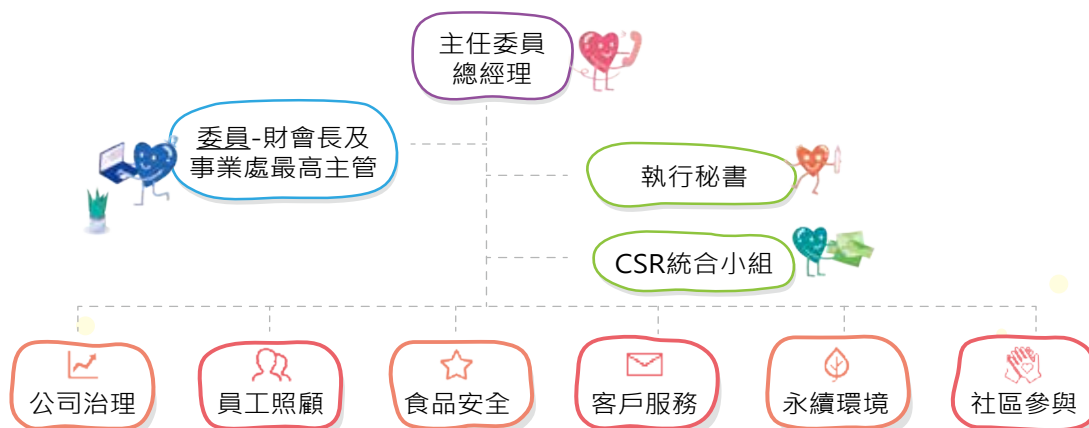 主任委員
總經理
委員-財會長及
事業處最高主管
執行秘書
CSR統合小組
公司治理
員工照顧
食品安全
客戶服務
永續環境
社區參與